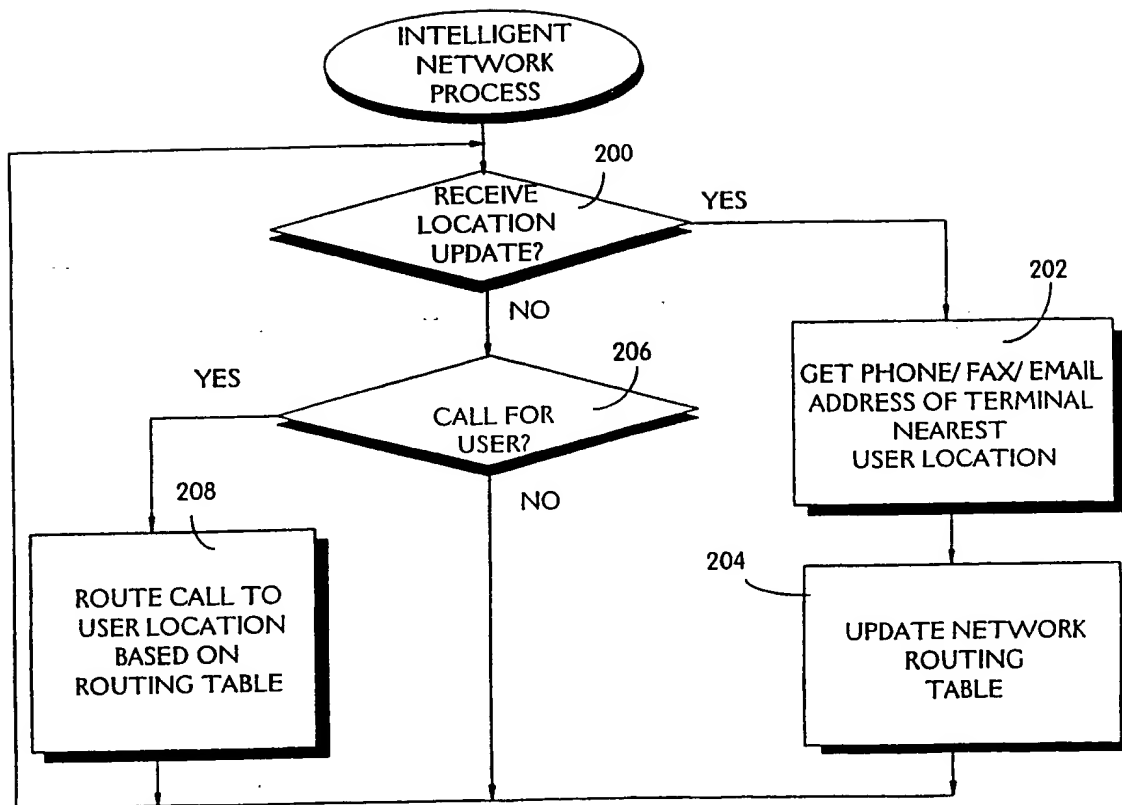 INTELLIGENT
NETWORK
PROCESS
200
RECEIVE
LOCATION
UPDATE?
YES
NO
202
GET PHONE/ FAX/ EMAIL
ADDRESS OF TERMINAL
NEAREST
USER LOCATION
206
YES
CALL FOR
USER?
NO
208
ROUTE CALL TO
USER LOCATION
BASED ON
ROUTING TABLE
204
UPDATE NETWORK
ROUTING
TABLE